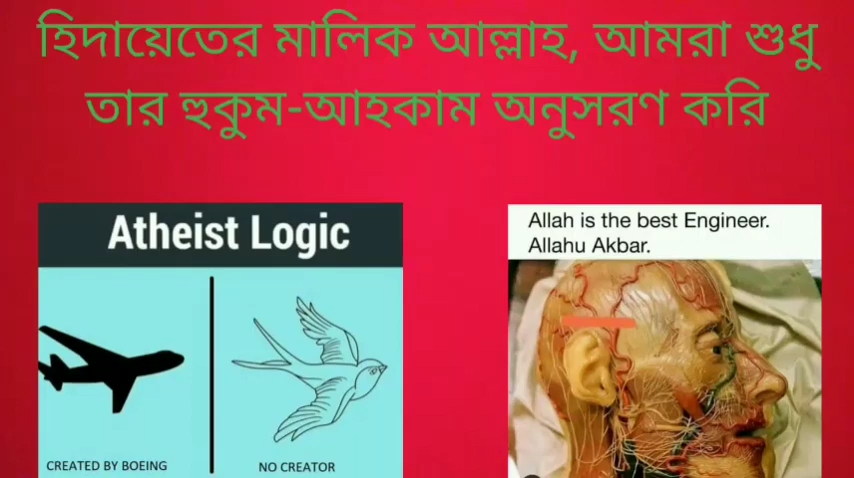 হিদায়েতের মালিক আল্লাহ, আমরা শুধু
তার হুকুম-আহকাম অনুসরণ করি
Atheist Logic
CREATED BY BOEING
NO CREATOR
Allah is the best Engineer.
Allahu Akbar.